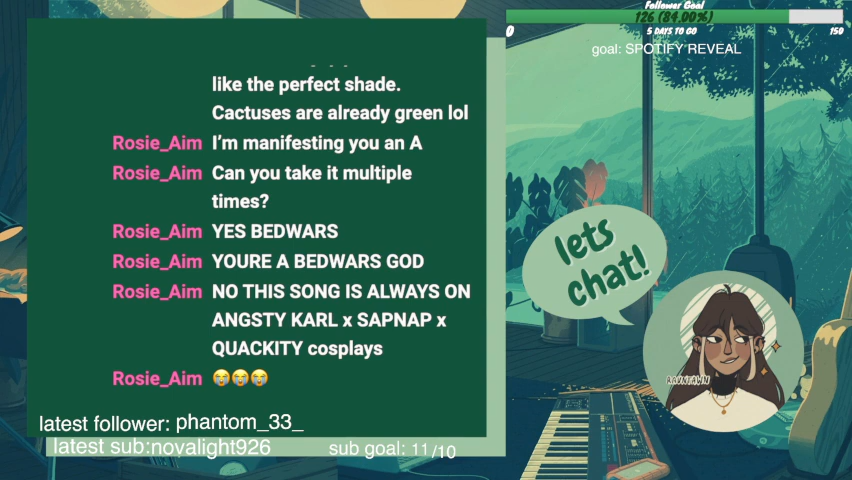 Follower Goal
126 (84.00%)
0 5 DAYS TO GO 150
goal: SPOTIFY REVEAL
like the perfect shade.
Cactuses are already green lol
Rosie_Aim I’m manifesting you an A
Rosie_Aim Can you take it multiple
times?
Rosie_Aim YES BEDWARS
Rosie_Aim YOURE A BEDWARS GOD
Rosie_Aim NO THIS SONG IS ALWAYS ON
ANGSTY KARL x SAPNAP x
QUACKITY cosplays
Rosie_Aim 😭😭😭
lets
chat!
latest follower: phantom_33_
latest sub:novalight926
sub goal: 11/10